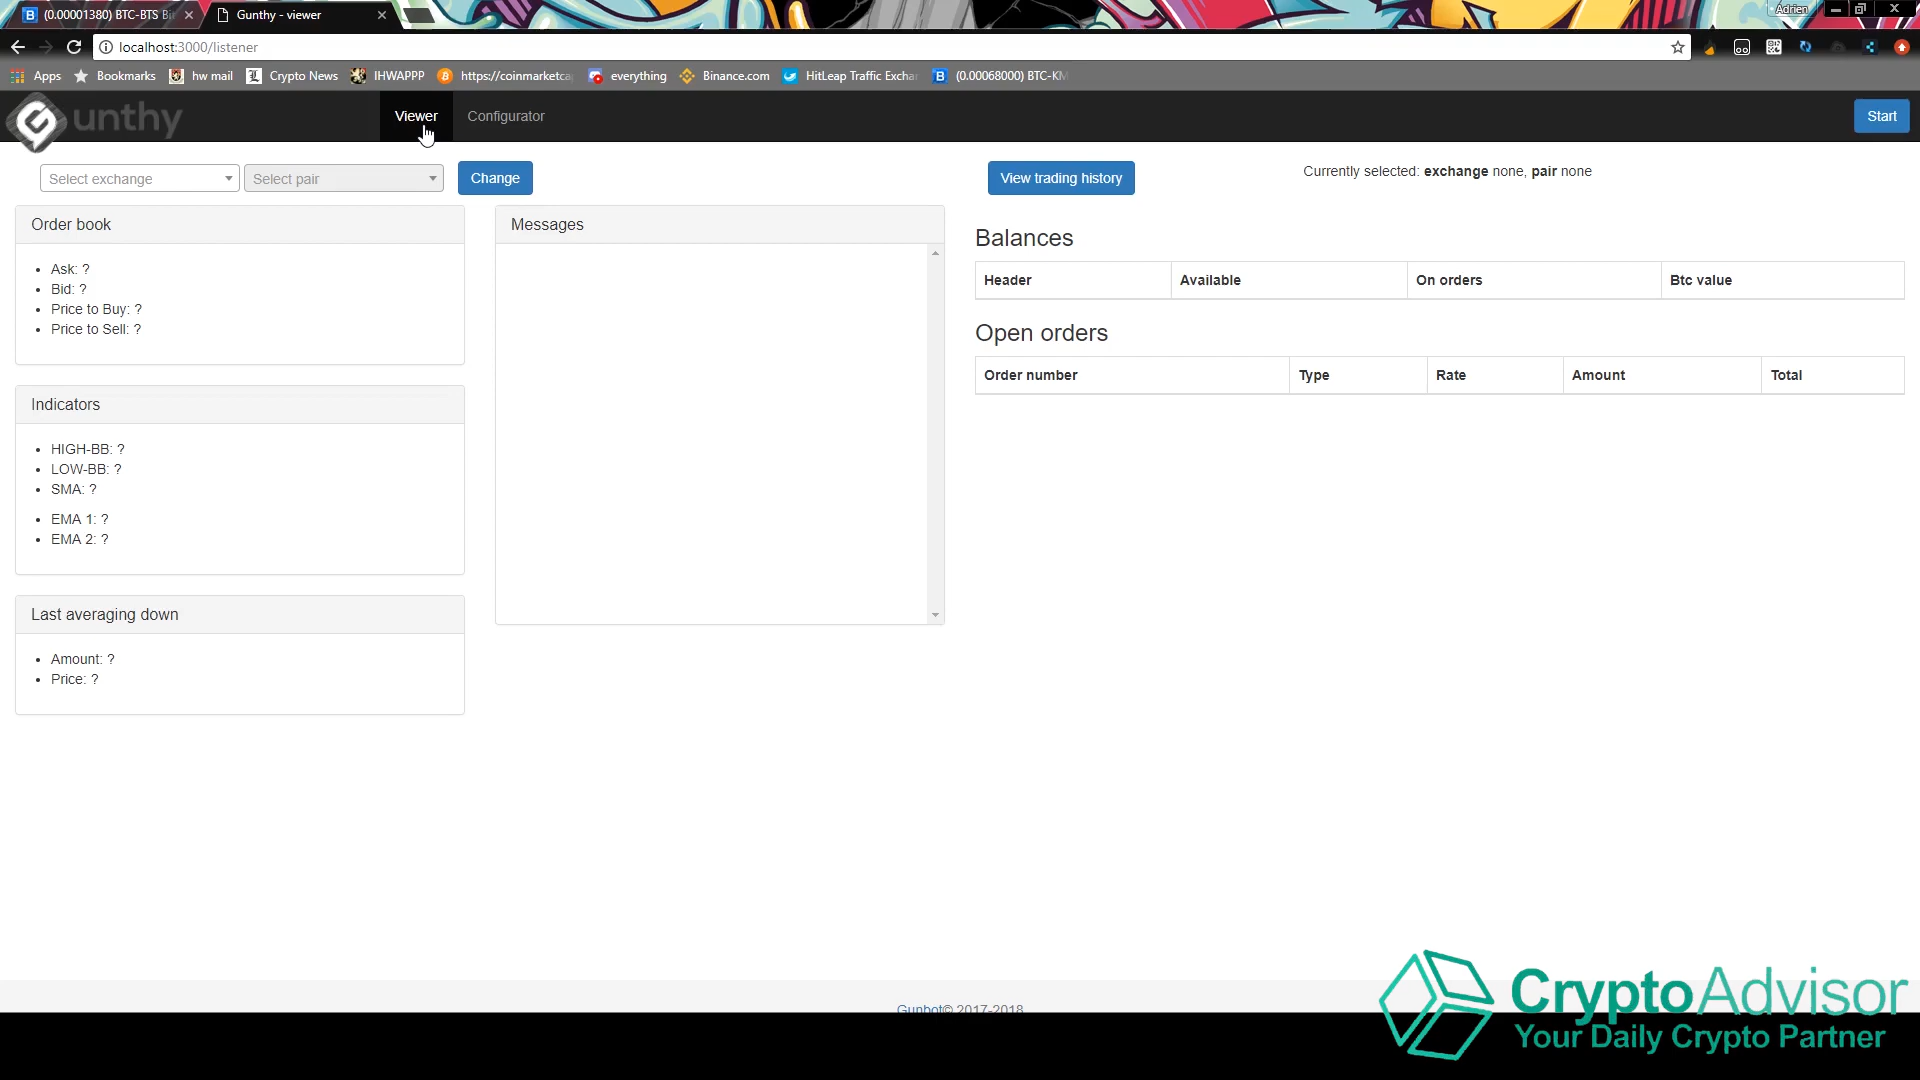 (0.00001380) BTC-BTS
Gunthy - viewer
Adrien
localhost:3000/listener
Apps
Bookmarks
hw mail
Crypto News
IHWAPPP
https://coinmarketca
everything
Binance.com
HitLeap Traffic Exchan
(0.00068000) BTC-KM
unthy
Viewer
Configurator
Start
Select exchange
Select pair
Change
View trading history
Currently selected: exchange none, pair none
Order book
Ask: ?
Bid: ?
Price to Buy: ?
Price to Sell: ?
Messages
Balances
Header Available On orders Btc value
Open orders
Order number Type Rate Amount Total
Indicators
HIGH-BB: ?
LOW-BB: ?
SMA: ?
EMA 1: ?
EMA 2: ?
Last averaging down
Amount: ?
Price: ?
Gunbot© 2017-2018
CryptoAdvisor
Your Daily Crypto Partner